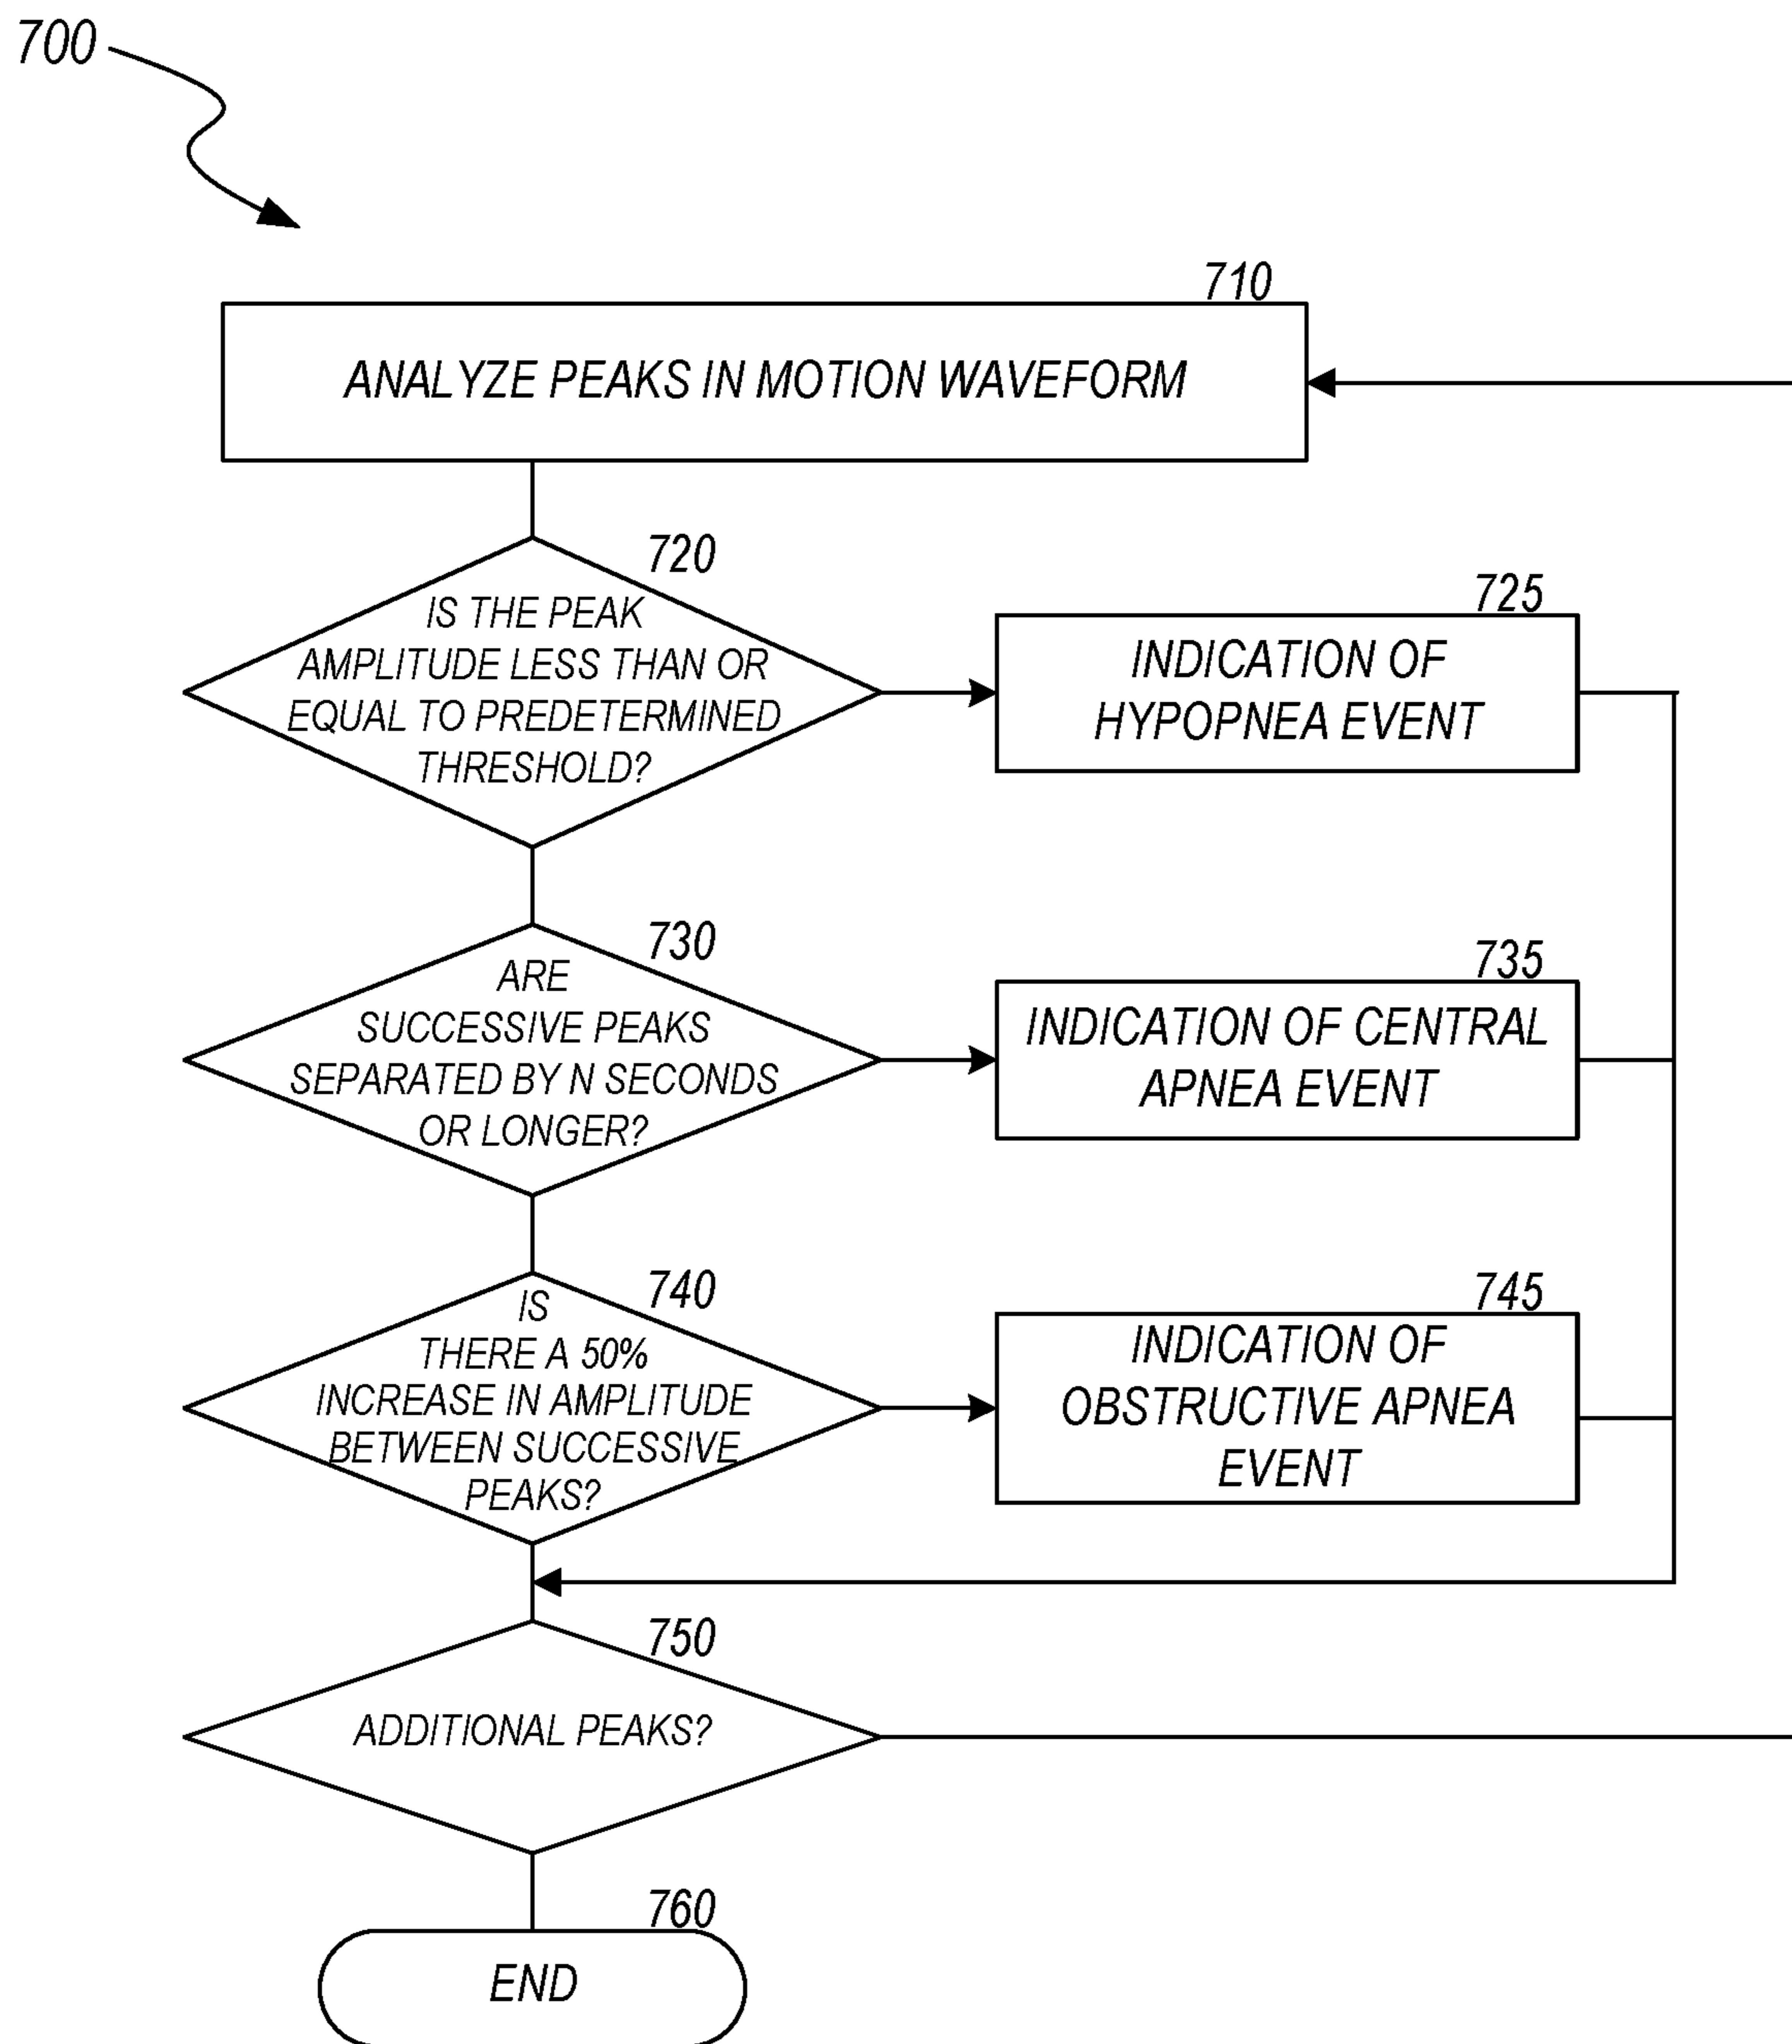 700
710
ANALYZE PEAKS IN MOTION WAVEFORM
720
IS THE PEAK
AMPLITUDE LESS THAN OR
EQUAL TO PREDETERMINED
THRESHOLD?
725
INDICATION OF
HYPOPNEA EVENT
730
ARE
SUCCESSIVE PEAKS
SEPARATED BY N SECONDS
OR LONGER?
735
INDICATION OF CENTRAL
APNEA EVENT
740
IS
THERE A 50%
INCREASE IN AMPLITUDE
BETWEEN SUCCESSIVE
PEAKS?
745
INDICATION OF
OBSTRUCTIVE APNEA
EVENT
750
ADDITIONAL PEAKS?
760
END